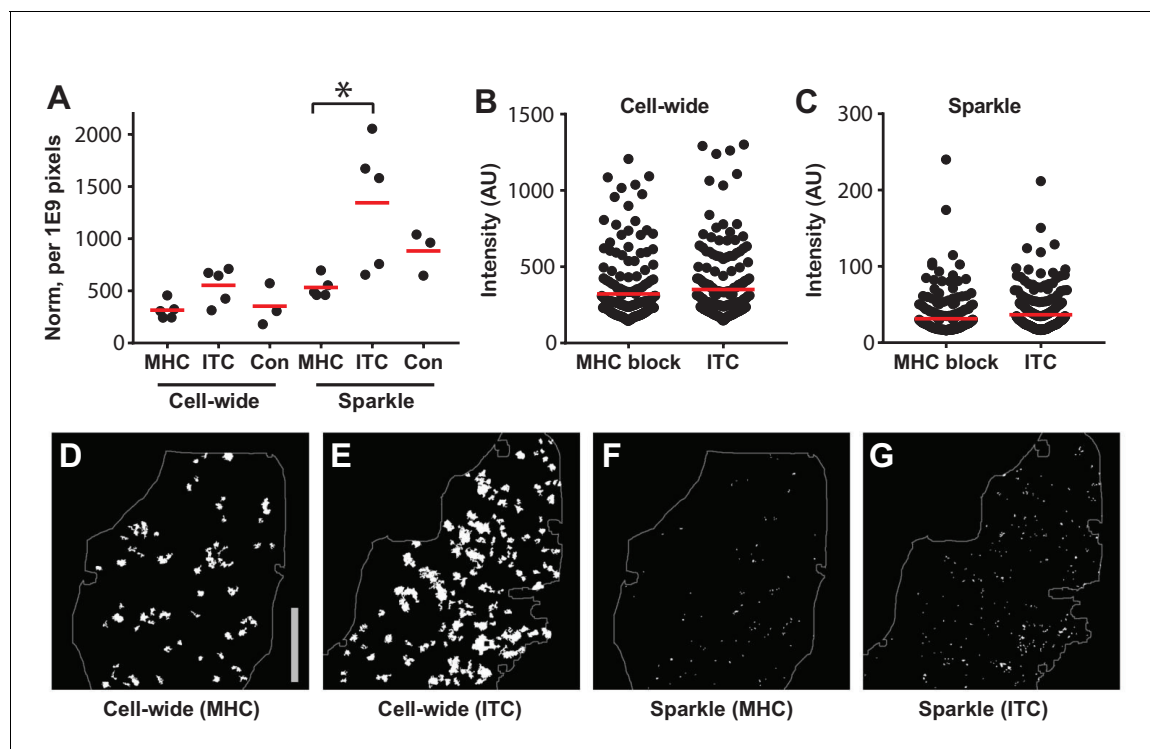 A
*
Norm, per 1E9 pixels
2000
1500
1000
500
0
MHC ITC Con MHC ITC Con
Cell-wide Sparkle
B
Cell-wide
Intensity (AU)
1500
1000
500
0
MHC block ITC
C
Sparkle
Intensity (AU)
300
200
100
0
MHC block ITC
D
Cell-wide (MHC)
E
Cell-wide (ITC)
F
Sparkle (MHC)
G
Sparkle (ITC)